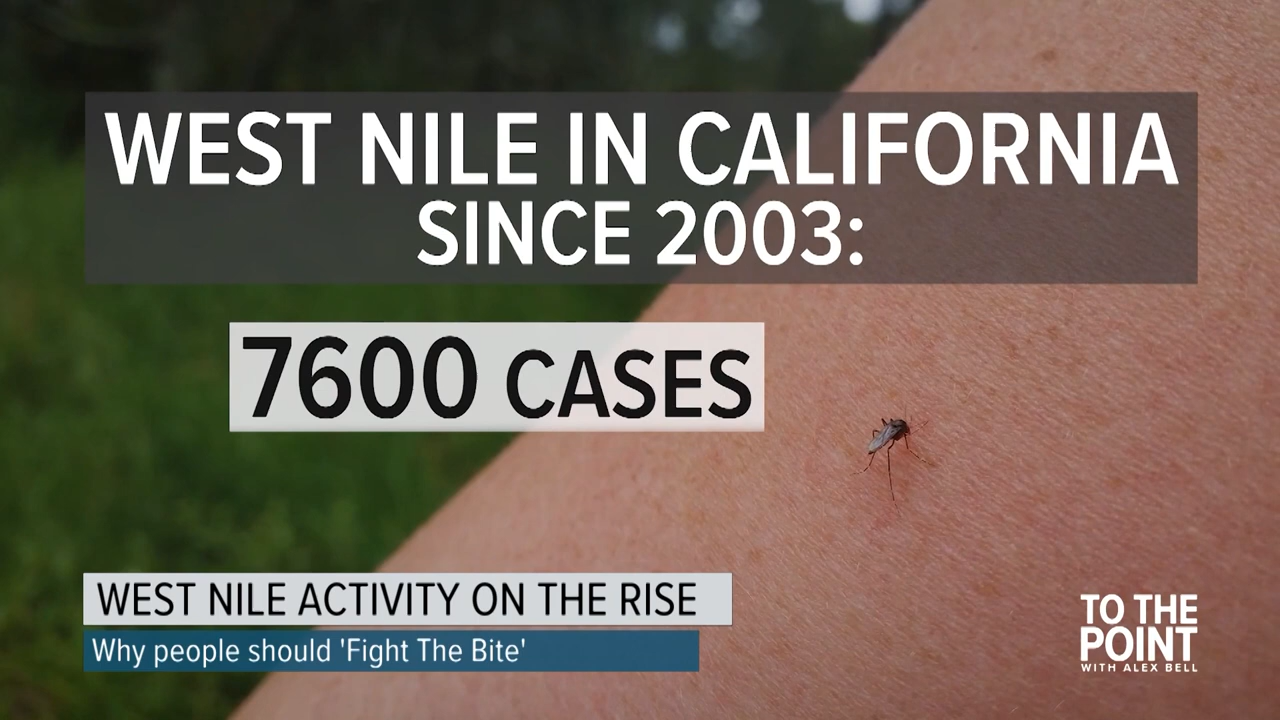 WEST NILE IN CALIFORNIA
SINCE 2003:
7600 CASES
WEST NILE ACTIVITY ON THE RISE
Why people should 'Fight The Bite'
TO THE
POINT
WITH ALEX BELL